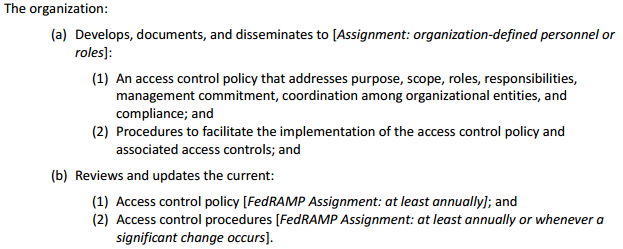 The organization:
(a) Develops, documents, and disseminates to [Assignment: organization-defined personnel or
roles]:
(1) An access control policy that addresses purpose, scope, roles, responsibilities,
management commitment, coordination among organizational entities, and
compliance; and
(2) Procedures to facilitate the implementation of the access control policy and
associated access controls; and
(b) Reviews and updates the current:
(1) Access control policy [FedRAMP Assignment: at least annually]; and
(2) Access control procedures [FedRAMP Assignment: at least annually or whenever a
significant change occurs].